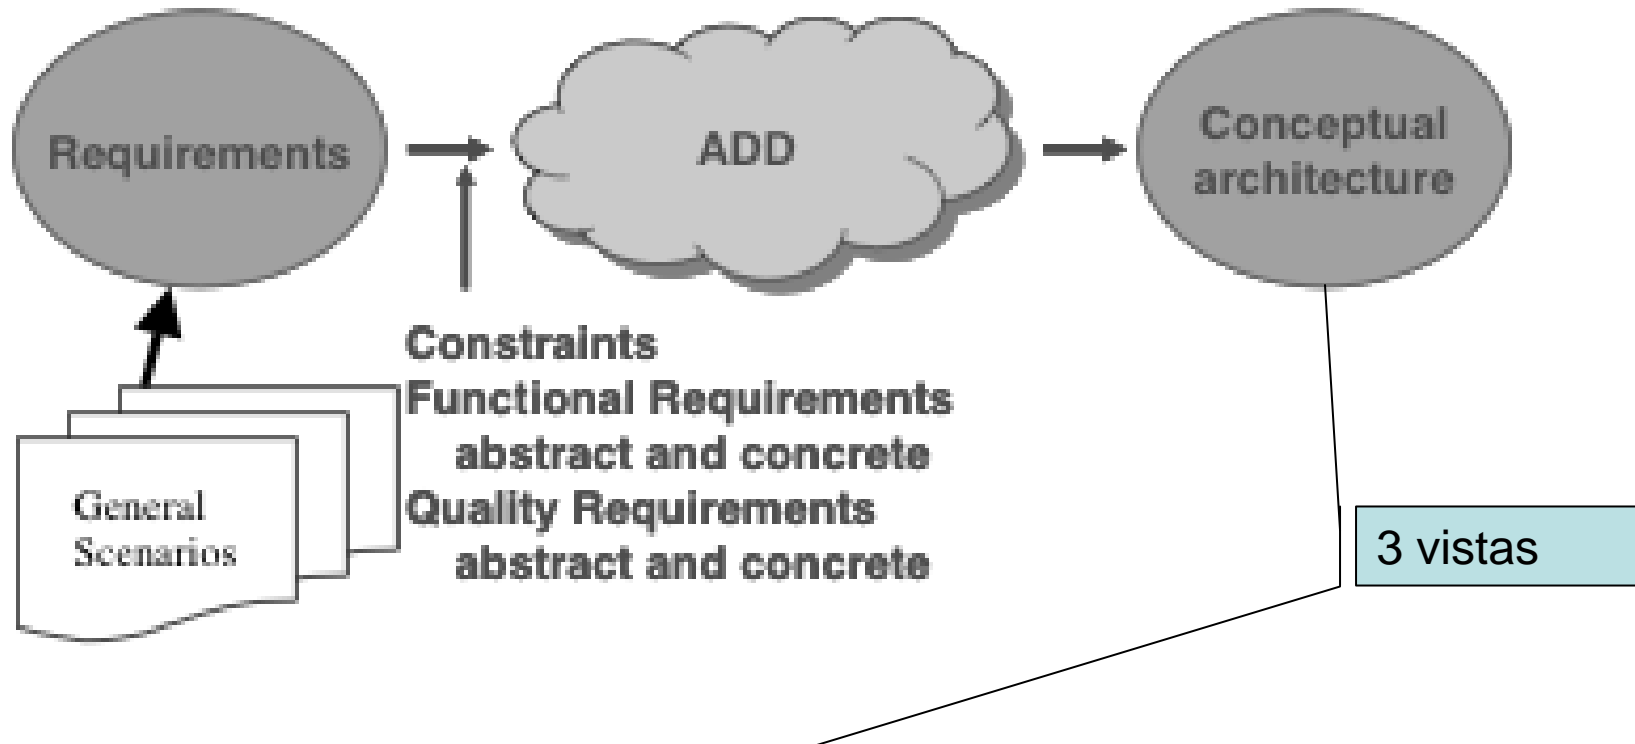 Requirements
ADD
Conceptual
architecture
Constraints
Functional Requirements
abstract and concrete
Quality Requirements
abstract and concrete
General
Scenarios
3 vistas